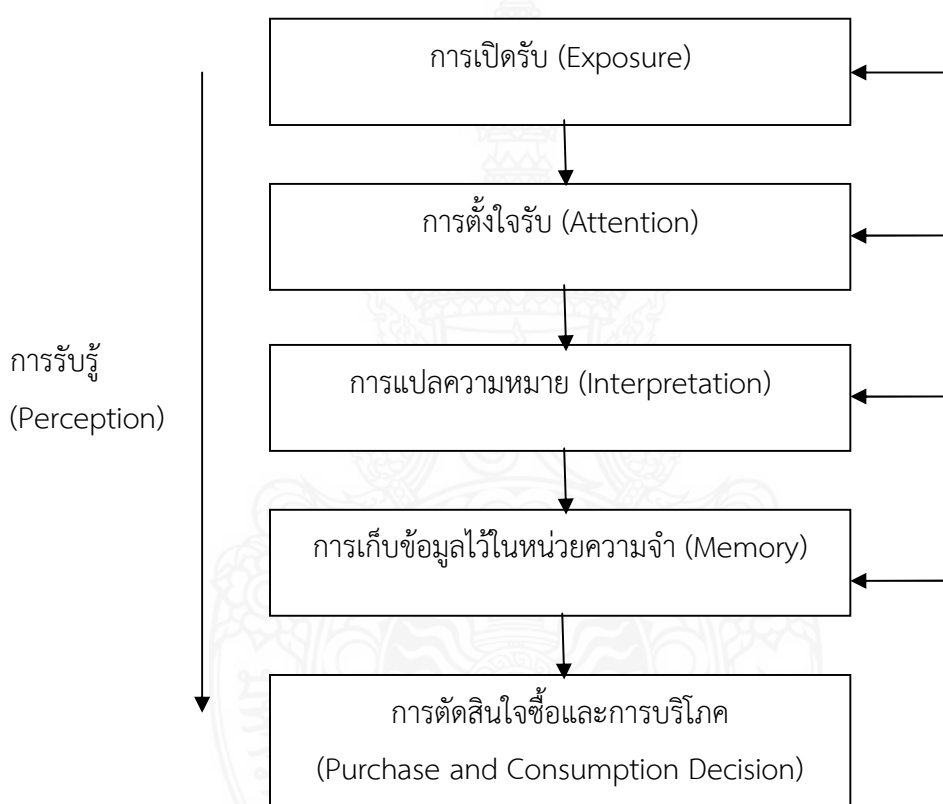 การเปิดรับ (Exposure)
การตั้งใจรับ (Attention)
การรับรู้
(Perception)
การแปลความหมาย (Interpretation)
การเก็บข้อมูลไว้ในหน่วยความจำ (Memory)
การตัดสินใจซื้อและการบริโภค
(Purchase and Consumption Decision)